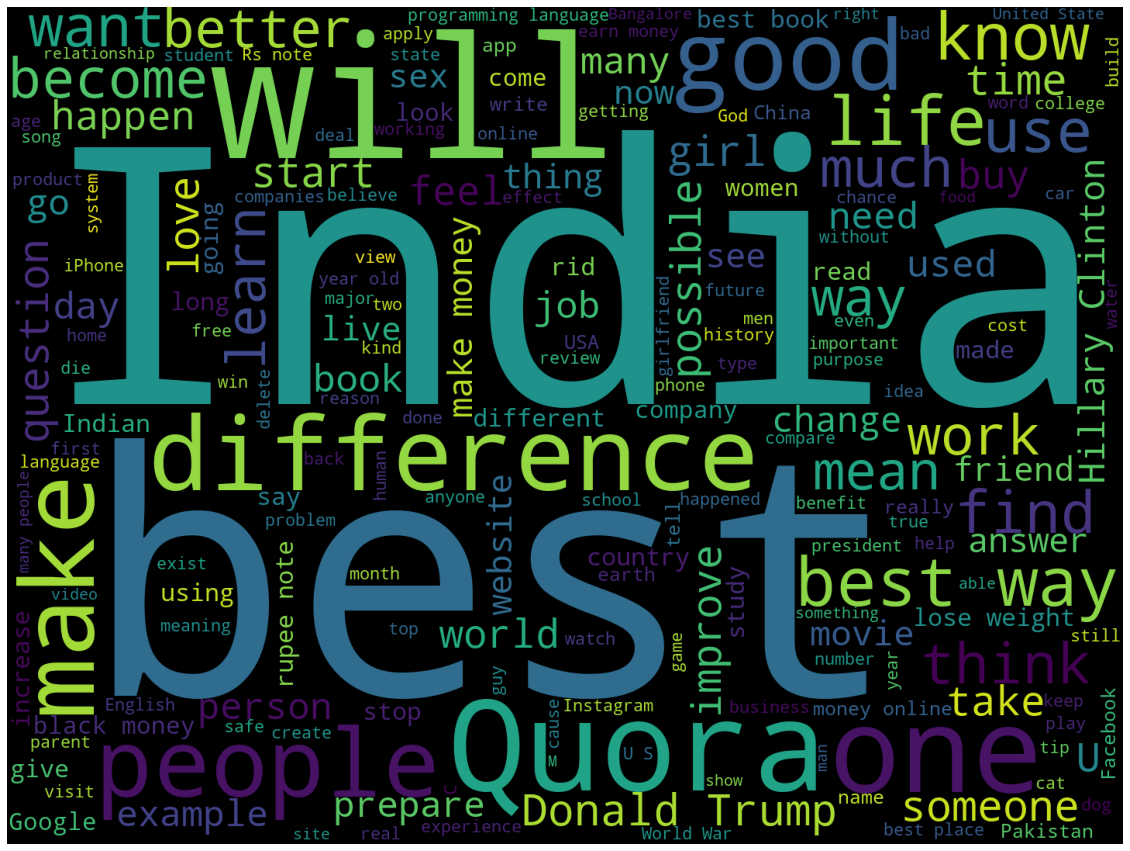 want
better
will
programming language
Bangalore
best book
right
United State
relationship
student
Rs note
apply
app
earn money
good
bad
know
build
become
state
sex
come
many
now
time
happen
look
write
getting
God
China
life
word
college
use
age
song
deal
working
online
India
girl
much
start
feel
thing
women
buy
product
system
go
love
going
companies
believe
effect
possible
chance
food
car
need
without
Hillary Clinton
water
iPhone
learn
view
rid
see
read
used
question
day
long
year old
make money
job
future
way
major
two
home
free
live
USA
girlfriend
men
history
even
important
cost
made
kind
review
type
purpose
die
win
delete
book
reason
phone
idea
Indian
done
different
company
change
first
difference
compare
work
language
back
human
mean
friend
many people
make
say
anyone
school
happened
benefit
really
find
problem
best
website
tell
true
answer
exist
country
president
help
month
earth
improve
study
best way
able
video
using
rupee note
meaning
top
world
watch
game
something
lose weight
movie
still
number
increase
guy
year
think
English
person
stop
Instagram
business
money online
take
keep
black money
safe
create
Quora
play
parent
people
M
cause
U S
man
one
U
tip
Facebook
give
visit
C
show
cat
example
prepare
Donald Trump
name
someone
dog
Google
site
real
experience
World War
best place
Pakistan